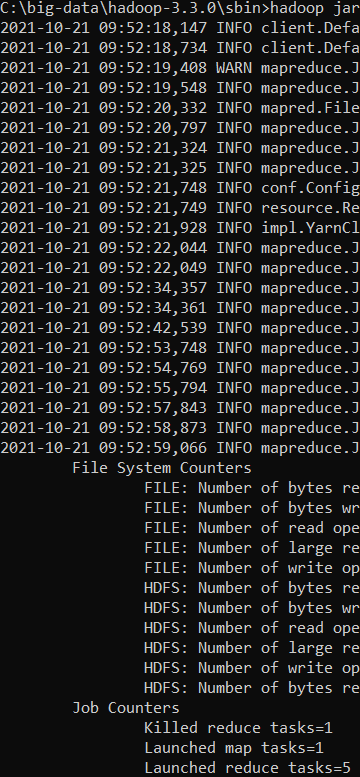 C:\big-data\hadoop-3.3.0\sbin>hadoop jar
2021-10-21 09:52:18,147 INFO client.Defa
2021-10-21 09:52:18,734 INFO client.Defa
2021-10-21 09:52:19,408 WARN mapreduce.J
2021-10-21 09:52:19,548 INFO mapreduce.J
2021-10-21 09:52:20,332 INFO mapred.File
2021-10-21 09:52:20,797 INFO mapreduce.J
2021-10-21 09:52:21,324 INFO mapreduce.J
2021-10-21 09:52:21,325 INFO mapreduce.J
2021-10-21 09:52:21,748 INFO conf.Config
2021-10-21 09:52:21,749 INFO resource.Re
2021-10-21 09:52:21,928 INFO impl.YarnCl
2021-10-21 09:52:22,044 INFO mapreduce.J
2021-10-21 09:52:22,049 INFO mapreduce.J
2021-10-21 09:52:34,357 INFO mapreduce.J
2021-10-21 09:52:34,361 INFO mapreduce.J
2021-10-21 09:52:42,539 INFO mapreduce.J
2021-10-21 09:52:53,748 INFO mapreduce.J
2021-10-21 09:52:54,769 INFO mapreduce.J
2021-10-21 09:52:55,794 INFO mapreduce.J
2021-10-21 09:52:57,843 INFO mapreduce.J
2021-10-21 09:52:58,873 INFO mapreduce.J
2021-10-21 09:52:59,066 INFO mapreduce.J
File System Counters
FILE: Number of bytes re
FILE: Number of bytes wr
FILE: Number of read ope
FILE: Number of large re
FILE: Number of write op
HDFS: Number of bytes re
HDFS: Number of bytes wr
HDFS: Number of read ope
HDFS: Number of large re
HDFS: Number of write op
HDFS: Number of bytes re
Job Counters
Killed reduce tasks=1
Launched map tasks=1
Launched reduce tasks=5